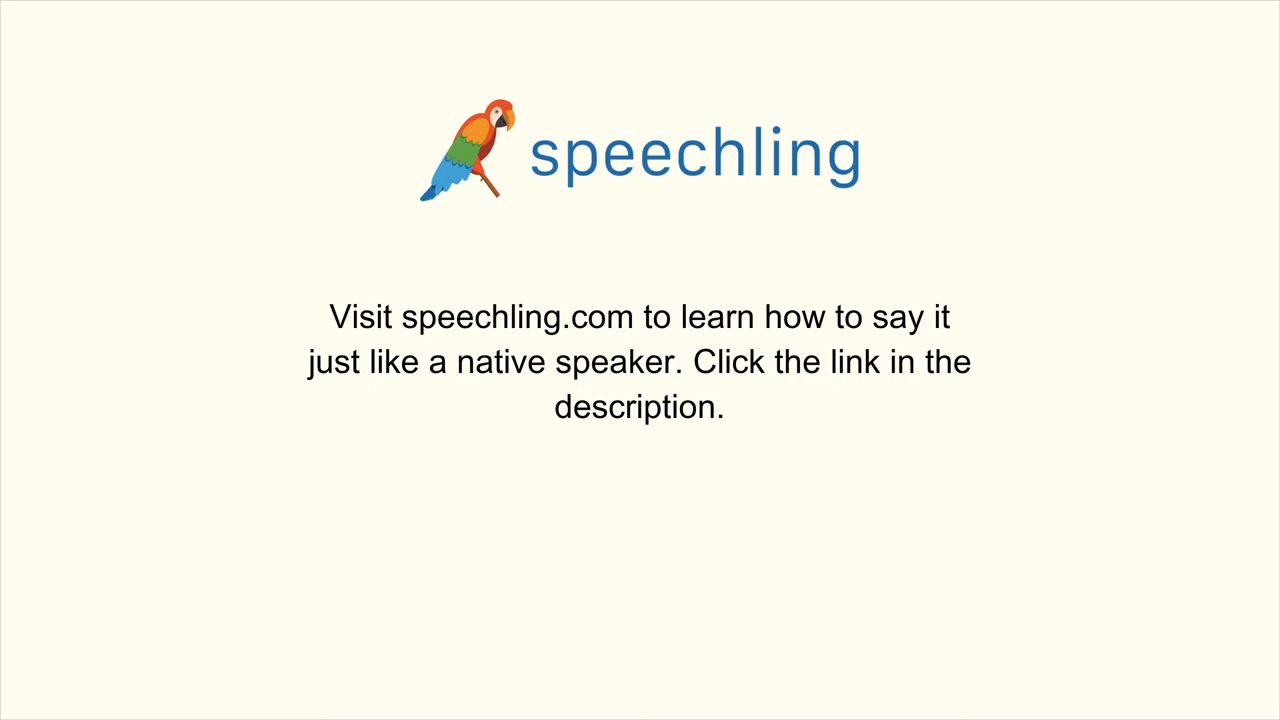 speechling
Visit speechling.com to learn how to say it
just like a native speaker. Click the link in the
description.